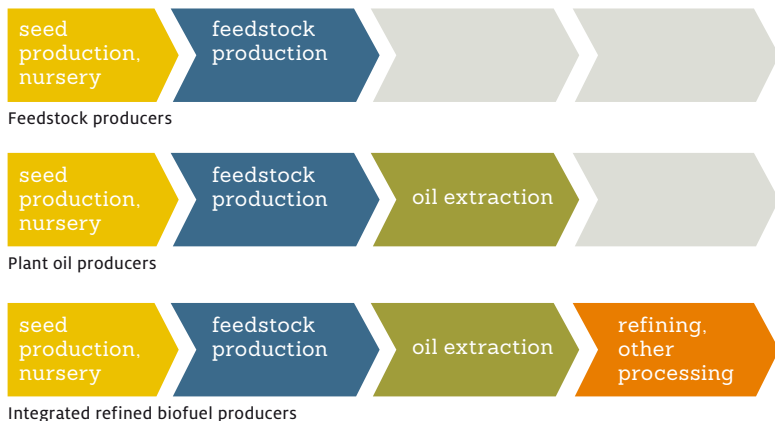 seed
production,
nursery
feedstock
production
Feedstock producers
seed
production,
nursery
feedstock
production
oil extraction
Plant oil producers
seed
production,
nursery
feedstock
production
oil extraction
refining,
other
processing
Integrated refined biofuel producers